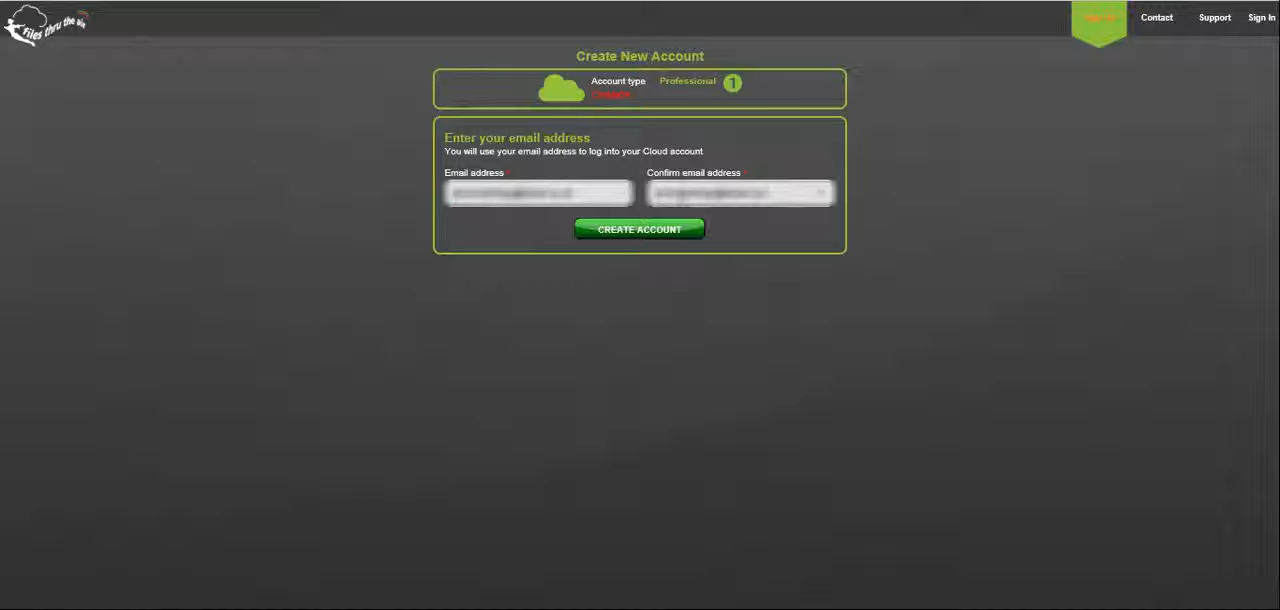 files thru the air
Contact
Support
Sign In
Create New Account
Account type
Professional
1
Enter your email address
You will use your email address to log into your Cloud account
Email address *
Confirm email address *
CREATE ACCOUNT